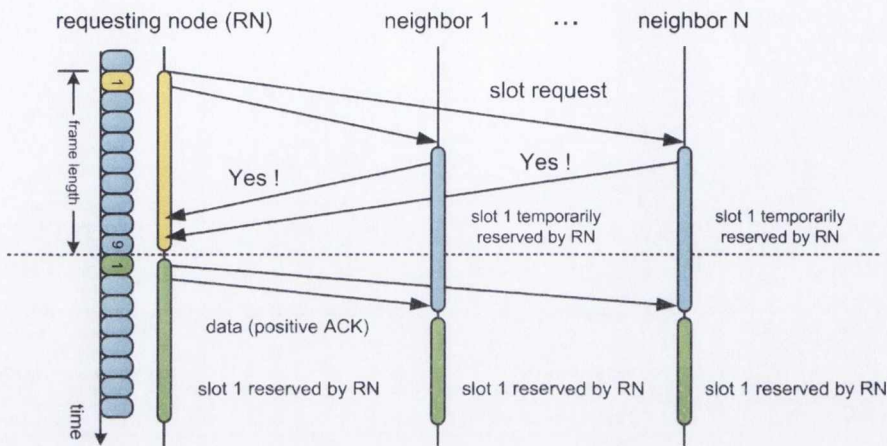 requesting node (RN)
neighbor 1
...
neighbor N
1
slot request
frame length
Yes !
Yes !
slot 1 temporarily
reserved by RN
slot 1 temporarily
reserved by RN
9
1
data (positive ACK)
slot 1 reserved by RN
slot 1 reserved by RN
slot 1 reserved by RN
time